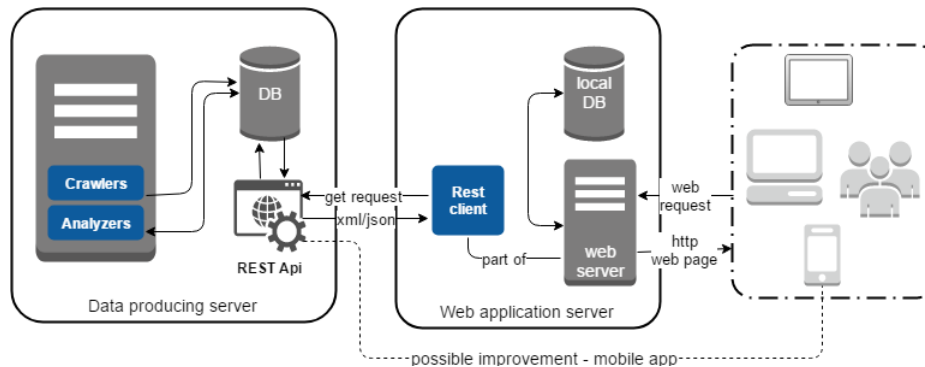 DB
Crawlers
Analyzers
REST Api
Data producing server
get request
xml/json
Rest
client
part of
local
DB
web
server
Web application server
web
request
http
web page
possible improvement - mobile app